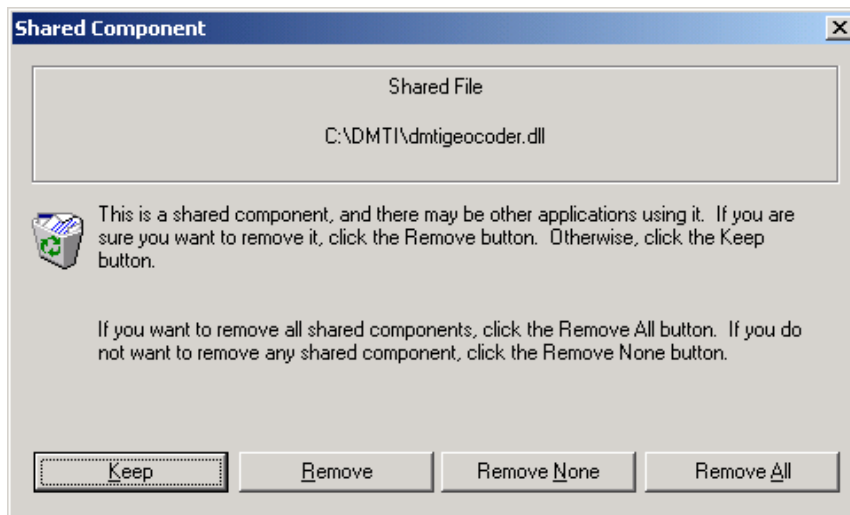 Shared Component
Shared File
C:\DMTI\dmtigeocoder.dll
This is a shared component, and there may be other applications using it.  If you are
sure you want to remove it, click the Remove button.  Otherwise, click the Keep
button.
If you want to remove all shared components, click the Remove All button.  If you do
not want to remove any shared component, click the Remove None button.
Keep
Remove
Remove None
Remove All